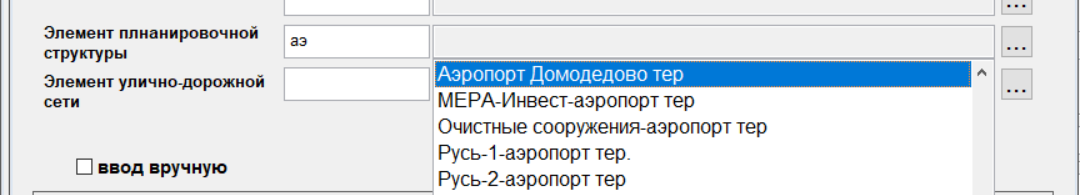 ...
Элемент плнанировочной
структуры
аэ
...
Элемент улично-дорожной
сети
...
Аэропорт Домодедово тер
МЕРА-Инвест-аэропорт тер
Очистные сооружения-аэропорт тер
Русь-1-аэропорт тер.
Русь-2-аэропорт тер
ввод вручную